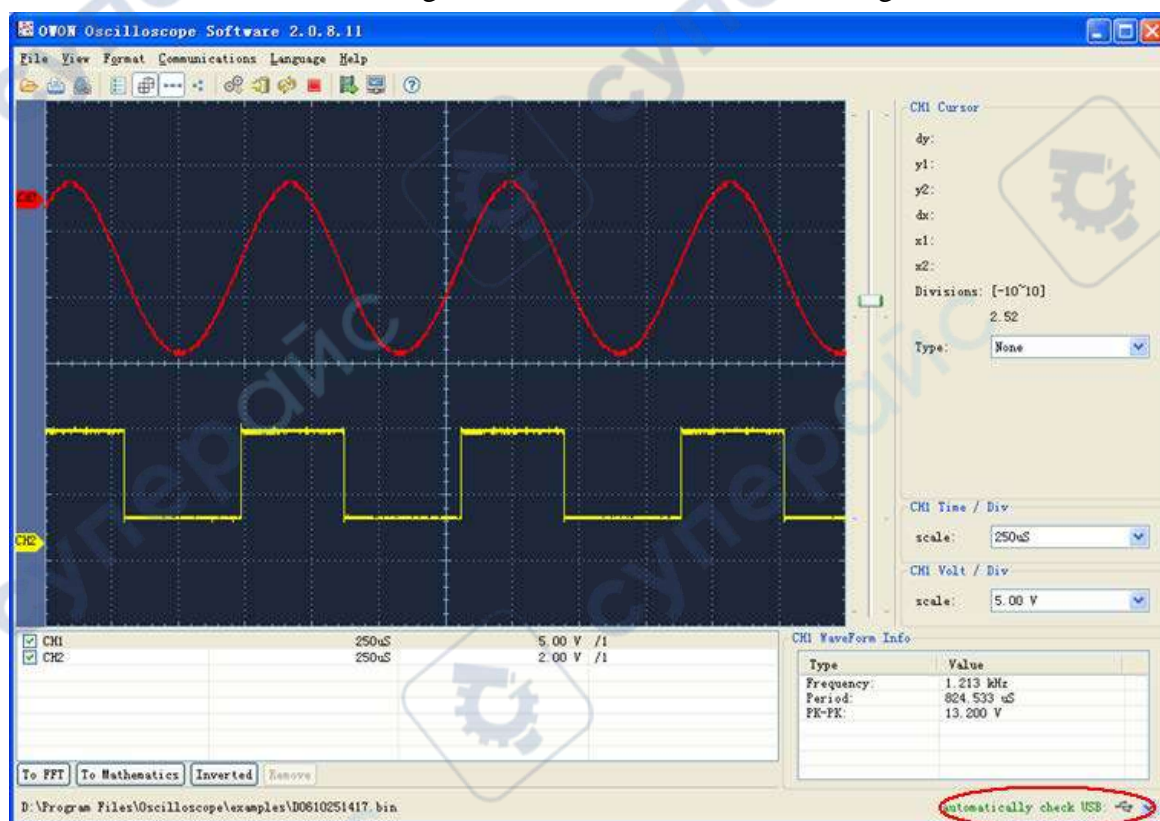 OWON Oscilloscope Software 2.0.8.11
File View Format Communications Language Help
CH1 Cursor
dy:
y1:
y2:
dx:
x1:
x2:
Divisions: [-10~10]
2.52
Type: None
CH1
CH2
CH1 Time / Div
scale: 250uS
CH1 Volt / Div
scale: 5.00 V
CH1 250uS 5.00 V /1
CH2 250uS 2.00 V /1
CH1 WaveForm Info
Type Value
Frequency: 1.213 kHz
Period: 824.533 uS
PK-PK: 13.200 V
To FFT To Mathematics Inverted Remove
D:\Program Files\Oscilloscope\examples\D0610251417.bin
Automatically check USB:
суперайс
суперайс
суперайс
суперайс